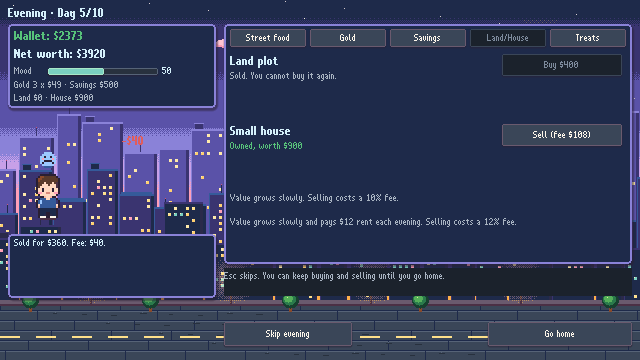 Evening · Day 5/10
Wallet: $2373
Net worth: $3920
Mood 50
Gold 3 x $49 · Savings $500
Land $0 · House $900
Street food
Gold
Savings
Land/House
Treats
Land plot
Sold. You cannot buy it again.
Buy $400
Small house
Owned, worth $900
Sell (fee $108)
Value grows slowly. Selling costs a 10% fee.
Value grows slowly and pays $12 rent each evening. Selling costs a 12% fee.
Sold for $360. Fee: $40.
Esc skips. You can keep buying and selling until you go home.
Skip evening
Go home